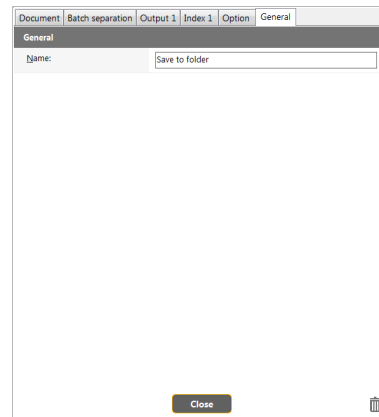 Document Batch separation Output 1 Index 1 Option General
General
Name: Save to folder
Close